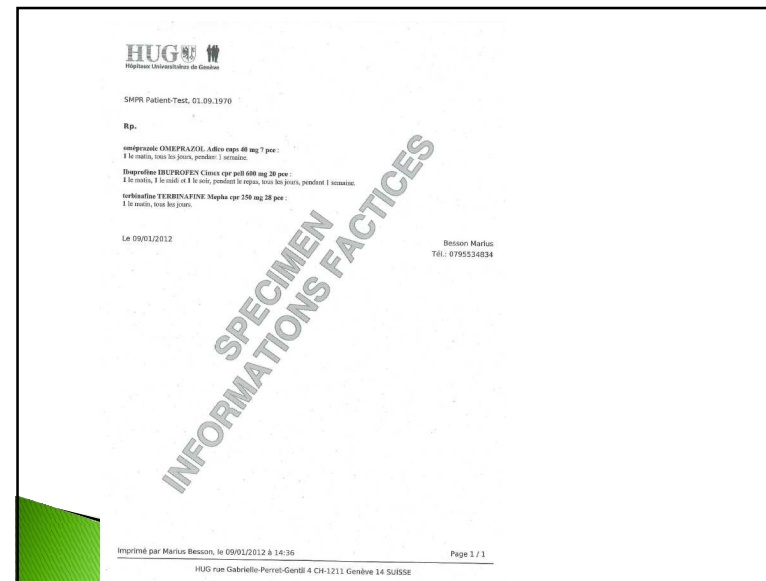 HUG
Hôpitaux Universitaires de Genève
SMPR Patient-Test, 01.09.1970
Rp.
oméprazole OMEPRAZOL Adico caps 40 mg 7 pce :
1 le matin, tous les jours, pendant 1 semaine.
Ibuprofène IBUPROFEN Cimex cpr pell 600 mg 20 pce :
1 le matin, 1 le midi et 1 le soir, pendant le repas, tous les jours, pendant 1 semaine.
terbinafine TERBINAFINE Mepha cpr 250 mg 28 pce :
1 le matin, tous les jours.
Le 09/01/2012
Besson Marius
Tél.: 0795534834
SPECIMEN
INFORMATIONS FACTICES
Imprimé par Marius Besson, le 09/01/2012 à 14:36
Page 1 / 1
HUG rue Gabrielle-Perret-Gentil 4 CH-1211 Genève 14 SUISSE